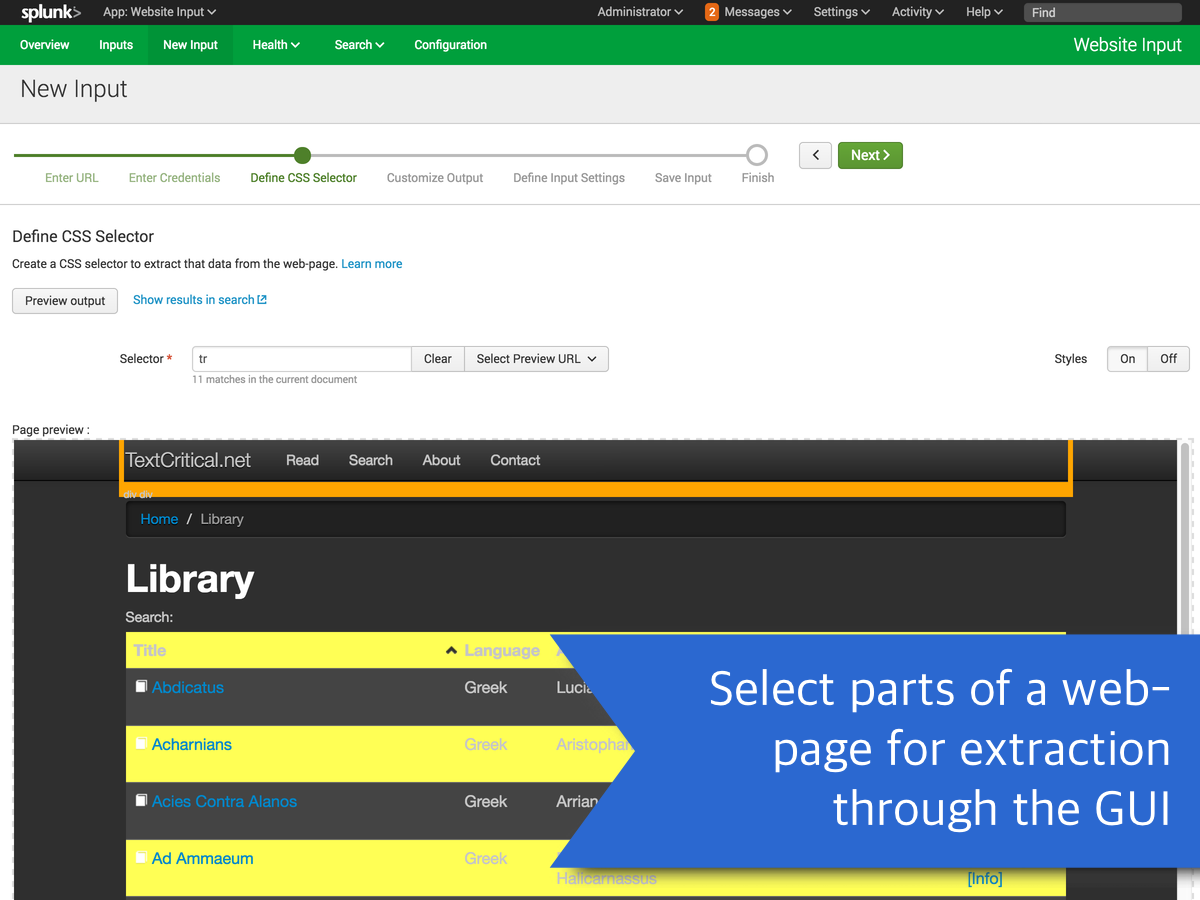 splunk> App: Website Input Administrator 2 Messages Settings Activity Help Find
Overview Inputs New Input Health Search Configuration Website Input
New Input
Next
Enter URL Enter Credentials Define CSS Selector Customize Output Define Input Settings Save Input Finish
Define CSS Selector
Create a CSS selector to extract that data from the web-page. Learn more
Preview output Show results in search
Selector * tr Clear Select Preview URL Styles On Off
11 matches in the current document
Page preview :
TextCritical.net Read Search About Contact
div div
Home / Library
Library
Search:
Title Language
Abdicatus Greek
Acharnians Greek
Acies Contra Alanos Greek
Ad Ammaeum Greek
Halicarnassus [Info]
Select parts of a web-
page for extraction
through the GUI